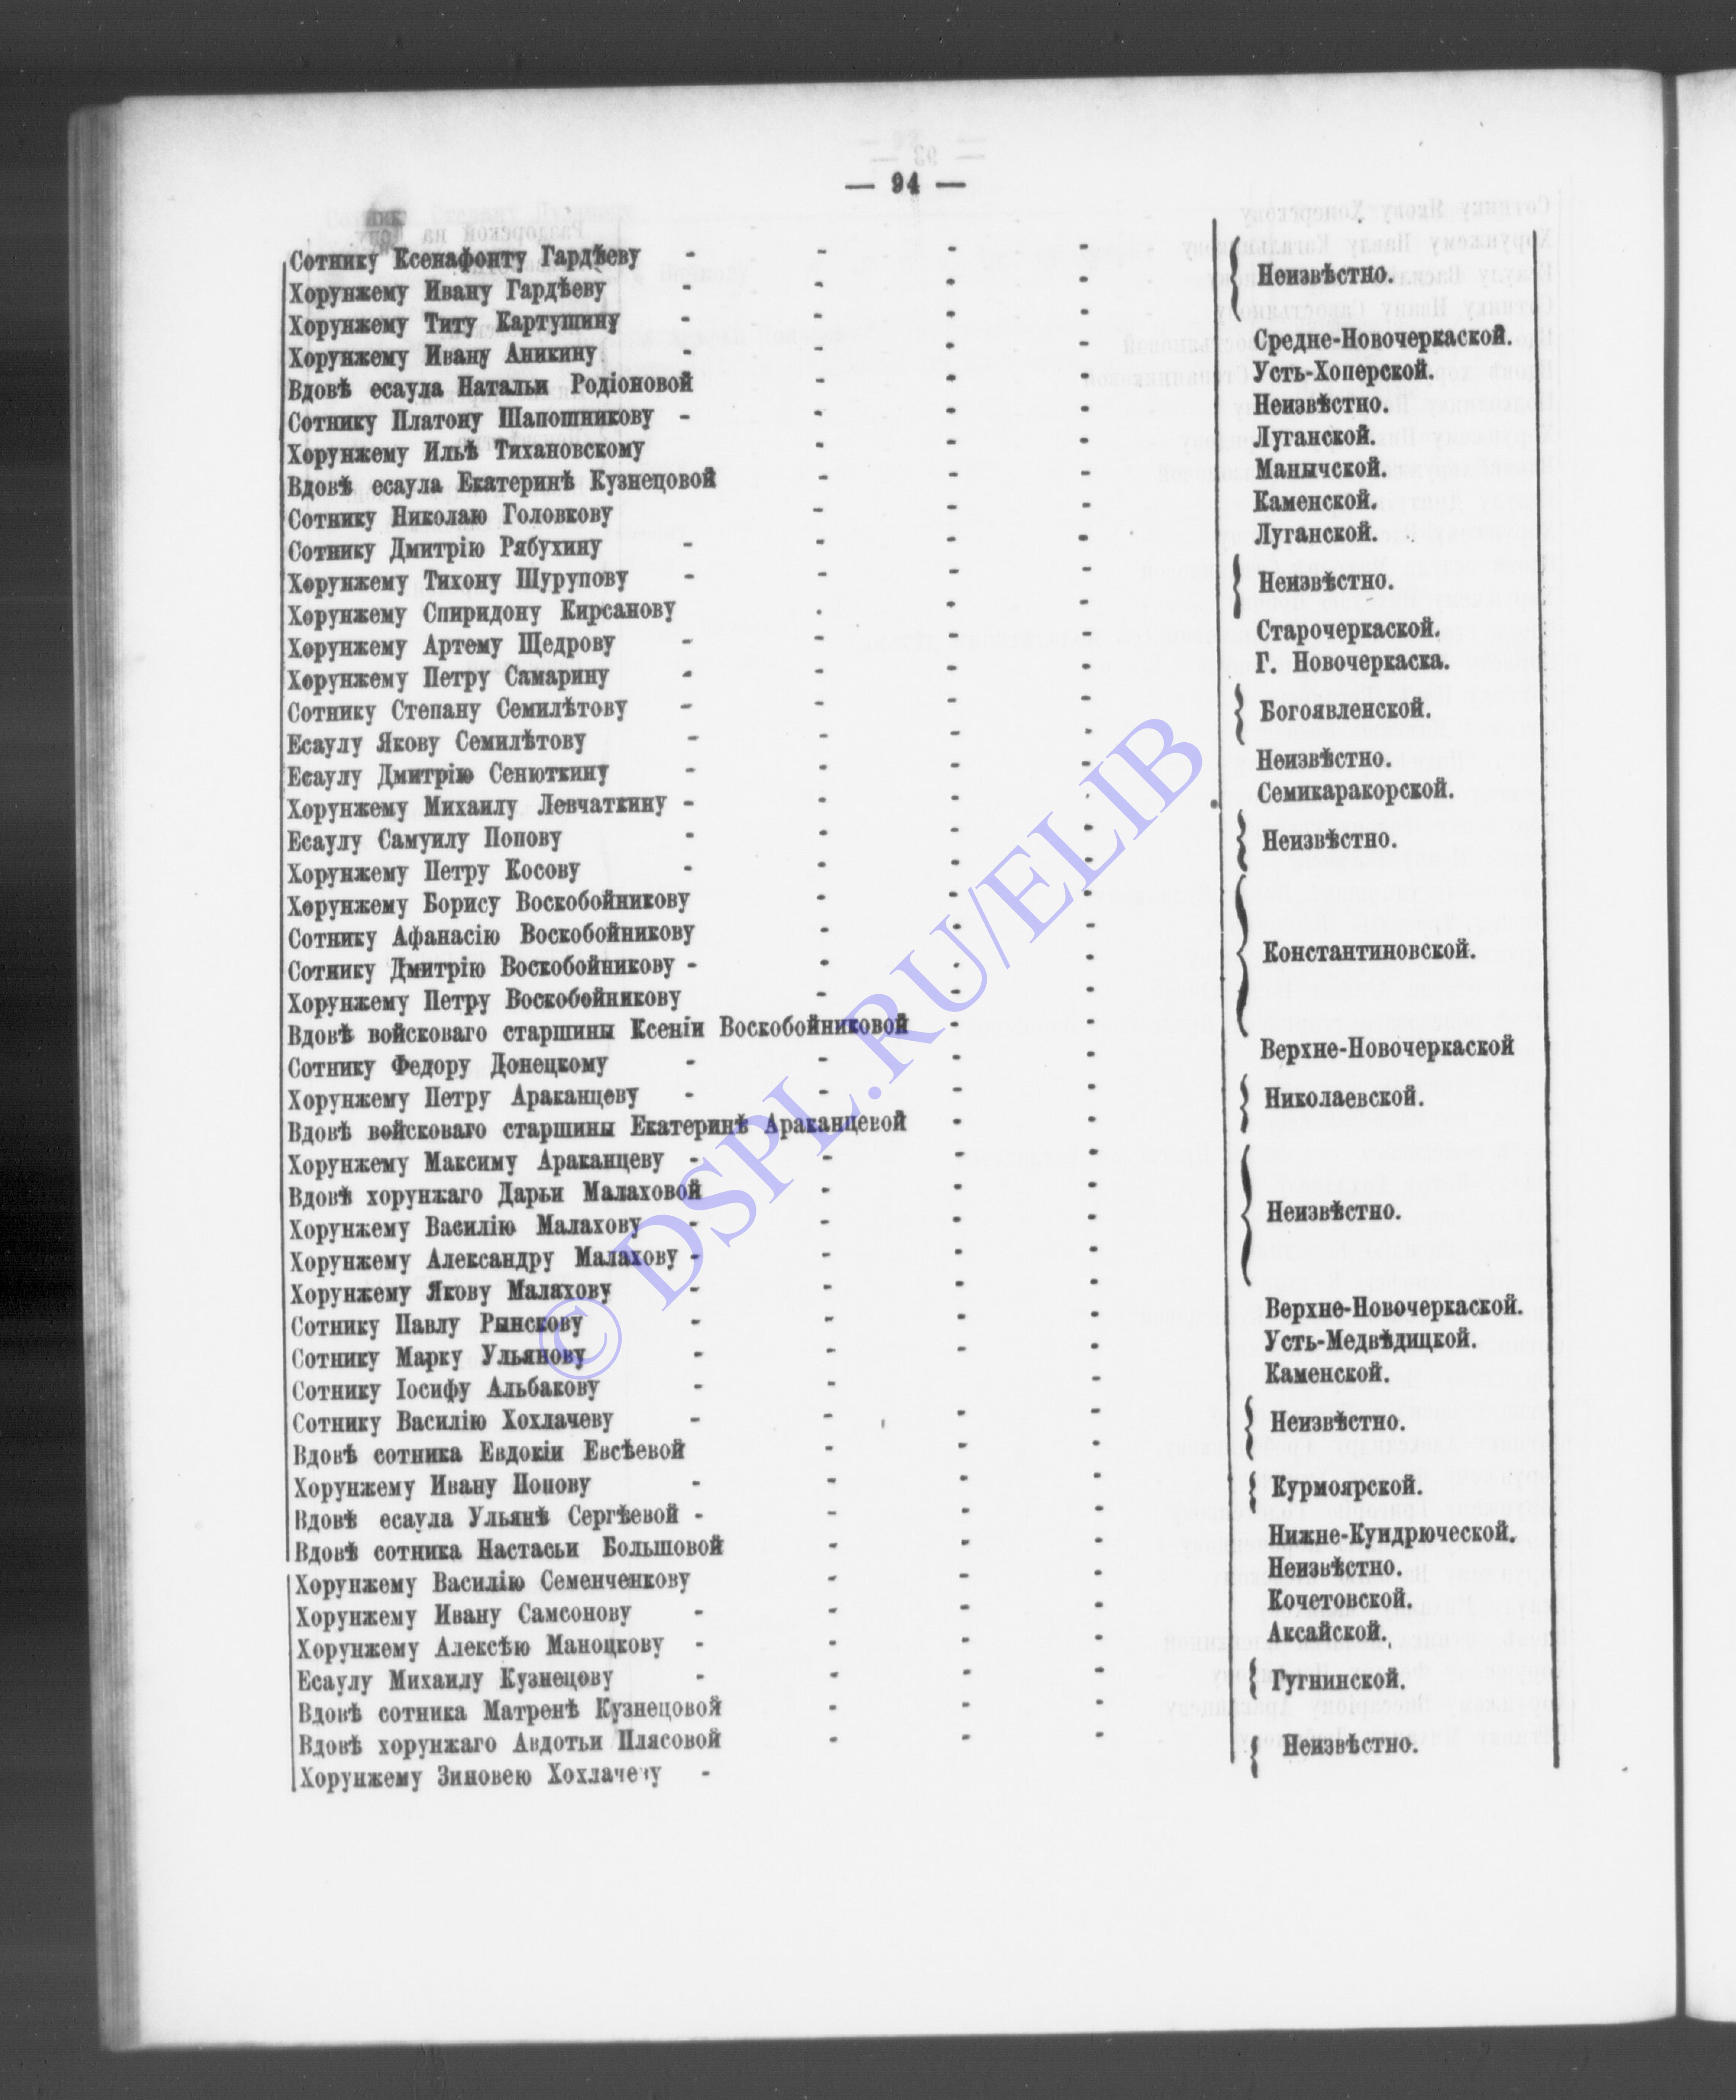 — 94 —
Сотнику Ксенафонту Гардѣеву - - - -
Хорунжему Ивану Гардѣеву - - - - Неизвѣстно.
Хорунжему Титу Картушину - - - -
Хорунжему Ивану Аникину - - - - Средне-Новочеркаской.
Вдовѣ есаула Натальи Родіоновой - - - Усть-Хоперской.
Сотнику Платону Шапошникову - - - - Неизвѣстно.
Хорунжему Ильѣ Тихановскому - - - Луганской.
Вдовѣ есаула Екатеринѣ Кузнецовой - - - Манычской.
Сотнику Николаю Головкову - - - Каменской.
Сотнику Дмитрію Рябухину - - - - Луганской.
Хорунжему Тихону Шурупову - - - - Неизвѣстно.
Хорунжему Спиридону Кирсанову - - -
Хорунжему Артему Щедрову - - - - Старочеркаской.
Хорунжему Петру Самарину - - - - Г. Новочеркаска.
Сотнику Степану Семилѣтову - - - - Богоявленской.
Есаулу Якову Семилѣтову - - - -
Есаулу Дмитрію Сенюткину - - - - Неизвѣстно.
Хорунжему Михаилу Левчаткину - - - - Семикаракорской.
Есаулу Самуилу Попову - - - - Неизвѣстно.
Хорунжему Петру Косову - - - -
Хорунжему Борису Воскобойникову - - -
Сотнику Афанасію Воскобойникову - - -
Сотнику Дмитрію Воскобойникову - - - - Константиновской.
Хорунжему Петру Воскобойникову - - -
Вдовѣ войсковаго старшины Ксеніи Воскобойниковой - -
Сотнику Федору Донецкому - - - - Верхне-Новочеркаской
Хорунжему Петру Араканцеву - - - - Николаевской.
Вдовѣ войсковаго старшины Екатеринѣ Араканцевой - -
Хорунжему Максиму Араканцеву - - - -
Вдовѣ хорунжаго Дарьи Малаховой - - -
Хорунжему Василію Малахову - - - - Неизвѣстно.
Хорунжему Александру Малахову - - - -
Хорунжему Якову Малахову - - - -
Сотнику Павлу Рынскову - - - - Верхне-Новочеркаской.
Сотнику Марку Ульянову - - - - Усть-Медвѣдицкой.
Сотнику Іосифу Альбакову - - - Каменской.
Сотнику Василію Хохлачеву - - - - Неизвѣстно.
Вдовѣ сотника Евдокіи Евсѣевой - - -
Хорунжему Ивану Попову - - - - Курмоярской.
Вдовѣ есаула Ульянѣ Сергѣевой - - - -
Вдовѣ сотника Настасьи Большовой - - - Нижне-Кундрюческой.
Хорунжему Василію Семенченкову - - - Неизвѣстно.
Хорунжему Ивану Самсонову - - - - Кочетовской.
Хорунжему Алексѣю Маноцкову - - - - Аксайской.
Есаулу Михаилу Кузнецову - - - - Гугнинской.
Вдовѣ сотника Матренѣ Кузнецовой - - -
Вдовѣ хорунжаго Авдотьи Плясовой - - - Неизвѣстно.
Хорунжему Зиновею Хохлачеву -
© DSPL.RU/ELIB